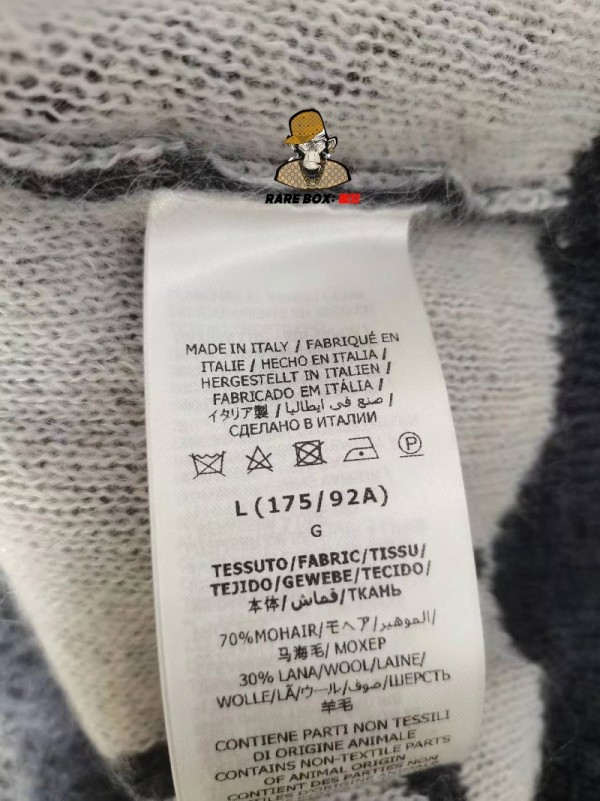 RARE BOX:
MADE IN ITALY / FABRIQUÉ EN
ITALIE / HECHO EN ITALIA /
HERGESTELLT IN ITALIEN /
FABRICADO EM ITÁLIA /
イタリア製 / صنع في ايطاليا /
СДЕЛАНО В ИТАЛИИ
P
L (175/92A)
G
TESSUTO/FABRIC/TISSU/
TEJIDO/GEWEBE/TECIDO/
本体/قماش/ТКАНЬ
70%MOHAIR/モヘア/الموهير/
马海毛/ МОХЕР
30% LANA/WOOL/LAINE/
WOLLE/LÃ/ウール/صوف/ШЕРСТЬ
羊毛
CONTIENE PARTI NON TESSILI
DI ORIGINE ANIMALE
CONTAINS NON-TEXTILE PARTS
OF ANIMAL ORIGIN
CONTIENT DES PARTIES NON